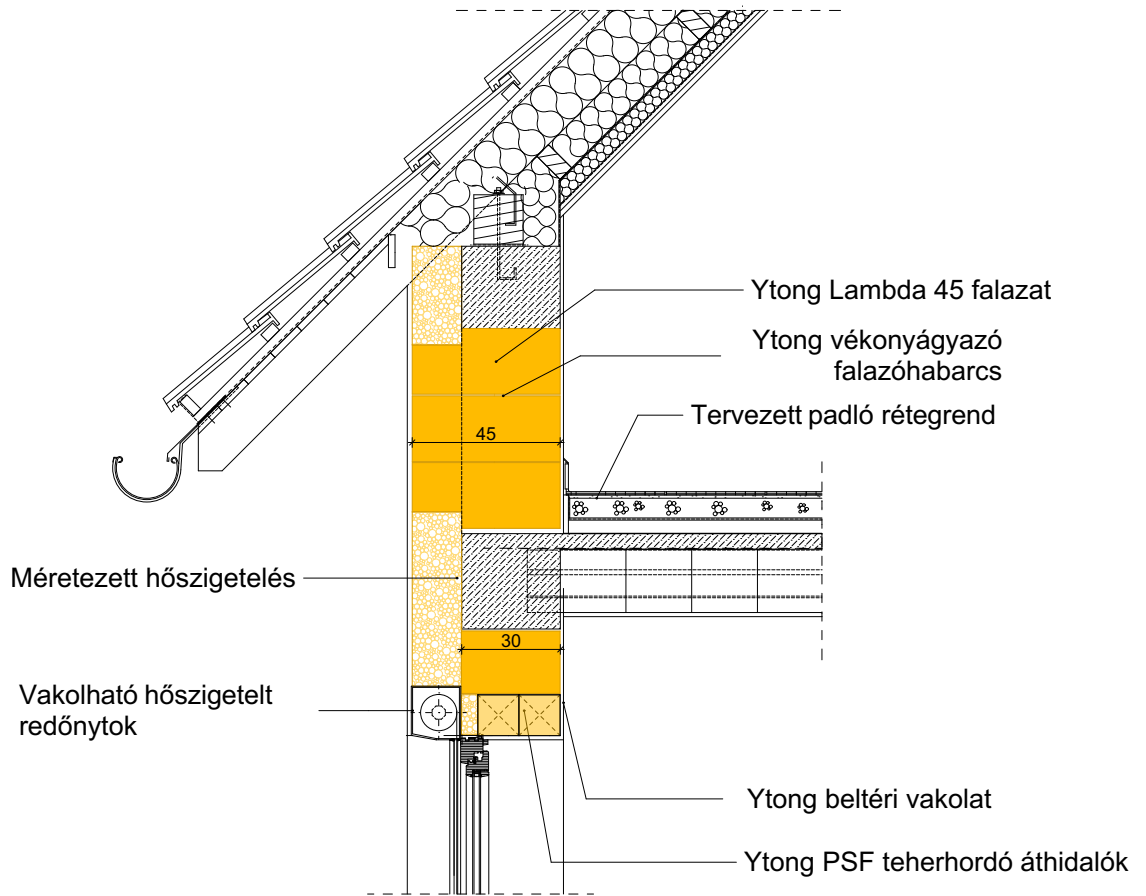 Ytong Lambda 45 falazat
Ytong vékonyágyazó
falazóhabarcs
Tervezett padló rétegrend
45
Méretezett hőszigetelés
30
Vakolható hőszigetelt
redőnytok
Ytong beltéri vakolat
Ytong PSF teherhordó áthidalók